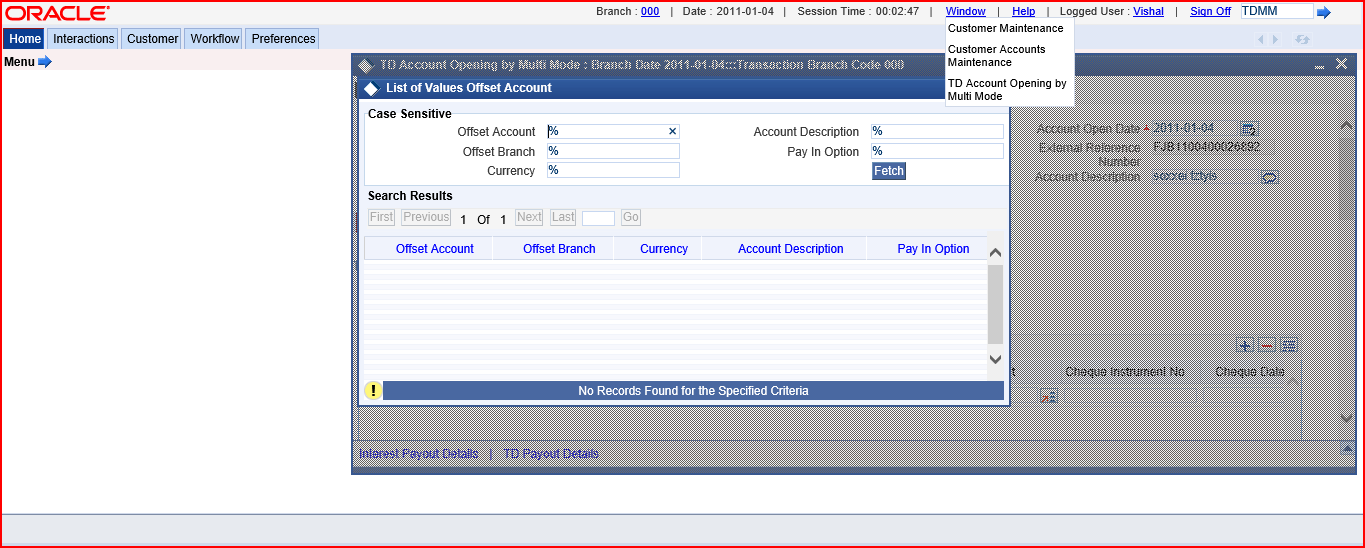 ORACLE
Branch : 000 | Date : 2011-01-04 | Session Time : 00:02:47 | Window | Help | Logged User : Vishal | Sign Off TDMM
Home Interactions Customer Workflow Preferences
Menu
Customer Maintenance
Customer Accounts
Maintenance
TD Account Opening by
Multi Mode
TD Account Opening by Multi Mode : Branch Date 2011-01-04:::Transaction Branch Code 000
List of Values Offset Account
Case Sensitive
Offset Account % × Account Description %
Offset Branch % Pay In Option %
Currency % Fetch
Search Results
First Previous 1 Of 1 Next Last Go
Offset Account Offset Branch Currency Account Description Pay In Option
! No Records Found for the Specified Criteria
Account Open Date * 2011-01-04
External Reference FJB1100400026892
Number
Account Description
t Cheque Instrument No Cheque Date
Interest Payout Details | TD Payout Details